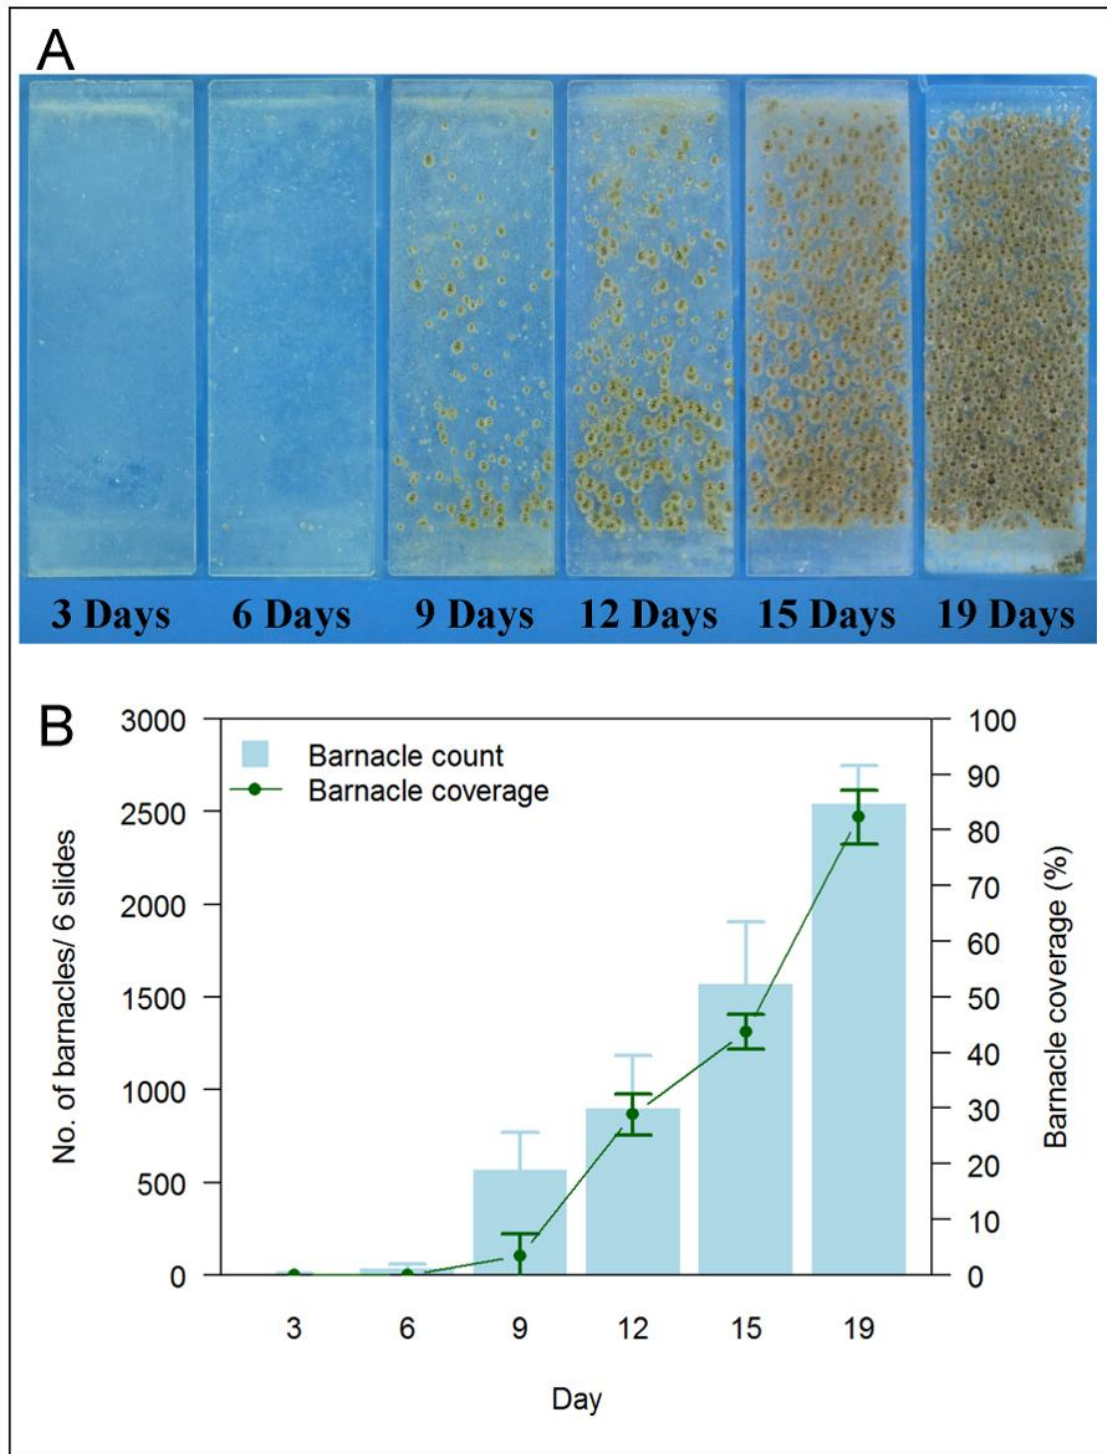 A
3 Days 6 Days 9 Days 12 Days 15 Days 19 Days
B
Barnacle count
Barnacle coverage
No. of barnacles/ 6 slides
3000
2500
2000
1500
1000
500
0
100
90
80
70
60
50
40
30
20
10
0
Barnacle coverage (%)
3 6 9 12 15 19
Day